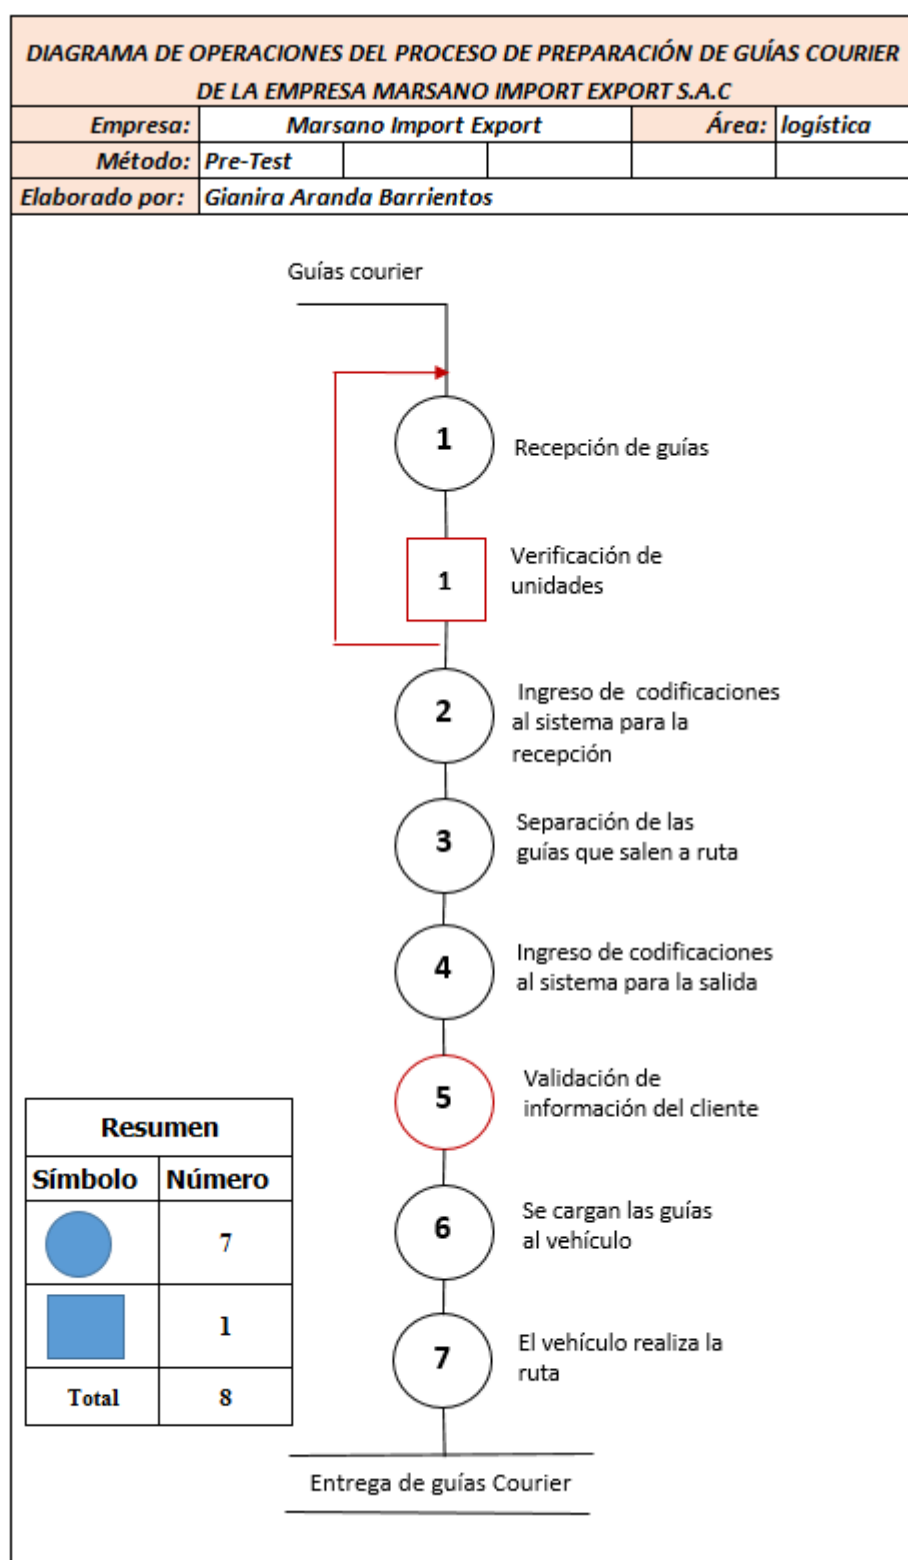 DIAGRAMA DE OPERACIONES DEL PROCESO DE PREPARACIÓN DE GUÍAS COURIER
DE LA EMPRESA MARSANO IMPORT EXPORT S.A.C
Empresa: Marsano Import Export Área: logística
Método: Pre-Test
Elaborado por: Gianira Aranda Barrientos
Guías courier
1 Recepción de guías
1 Verificación de
unidades
2 Ingreso de codificaciones
al sistema para la
recepción
3 Separación de las
guías que salen a ruta
4 Ingreso de codificaciones
al sistema para la salida
5 Validación de
información del cliente
6 Se cargan las guías
al vehículo
7 El vehículo realiza la
ruta
Entrega de guías Courier
Resumen
Símbolo Número
7
1
Total 8